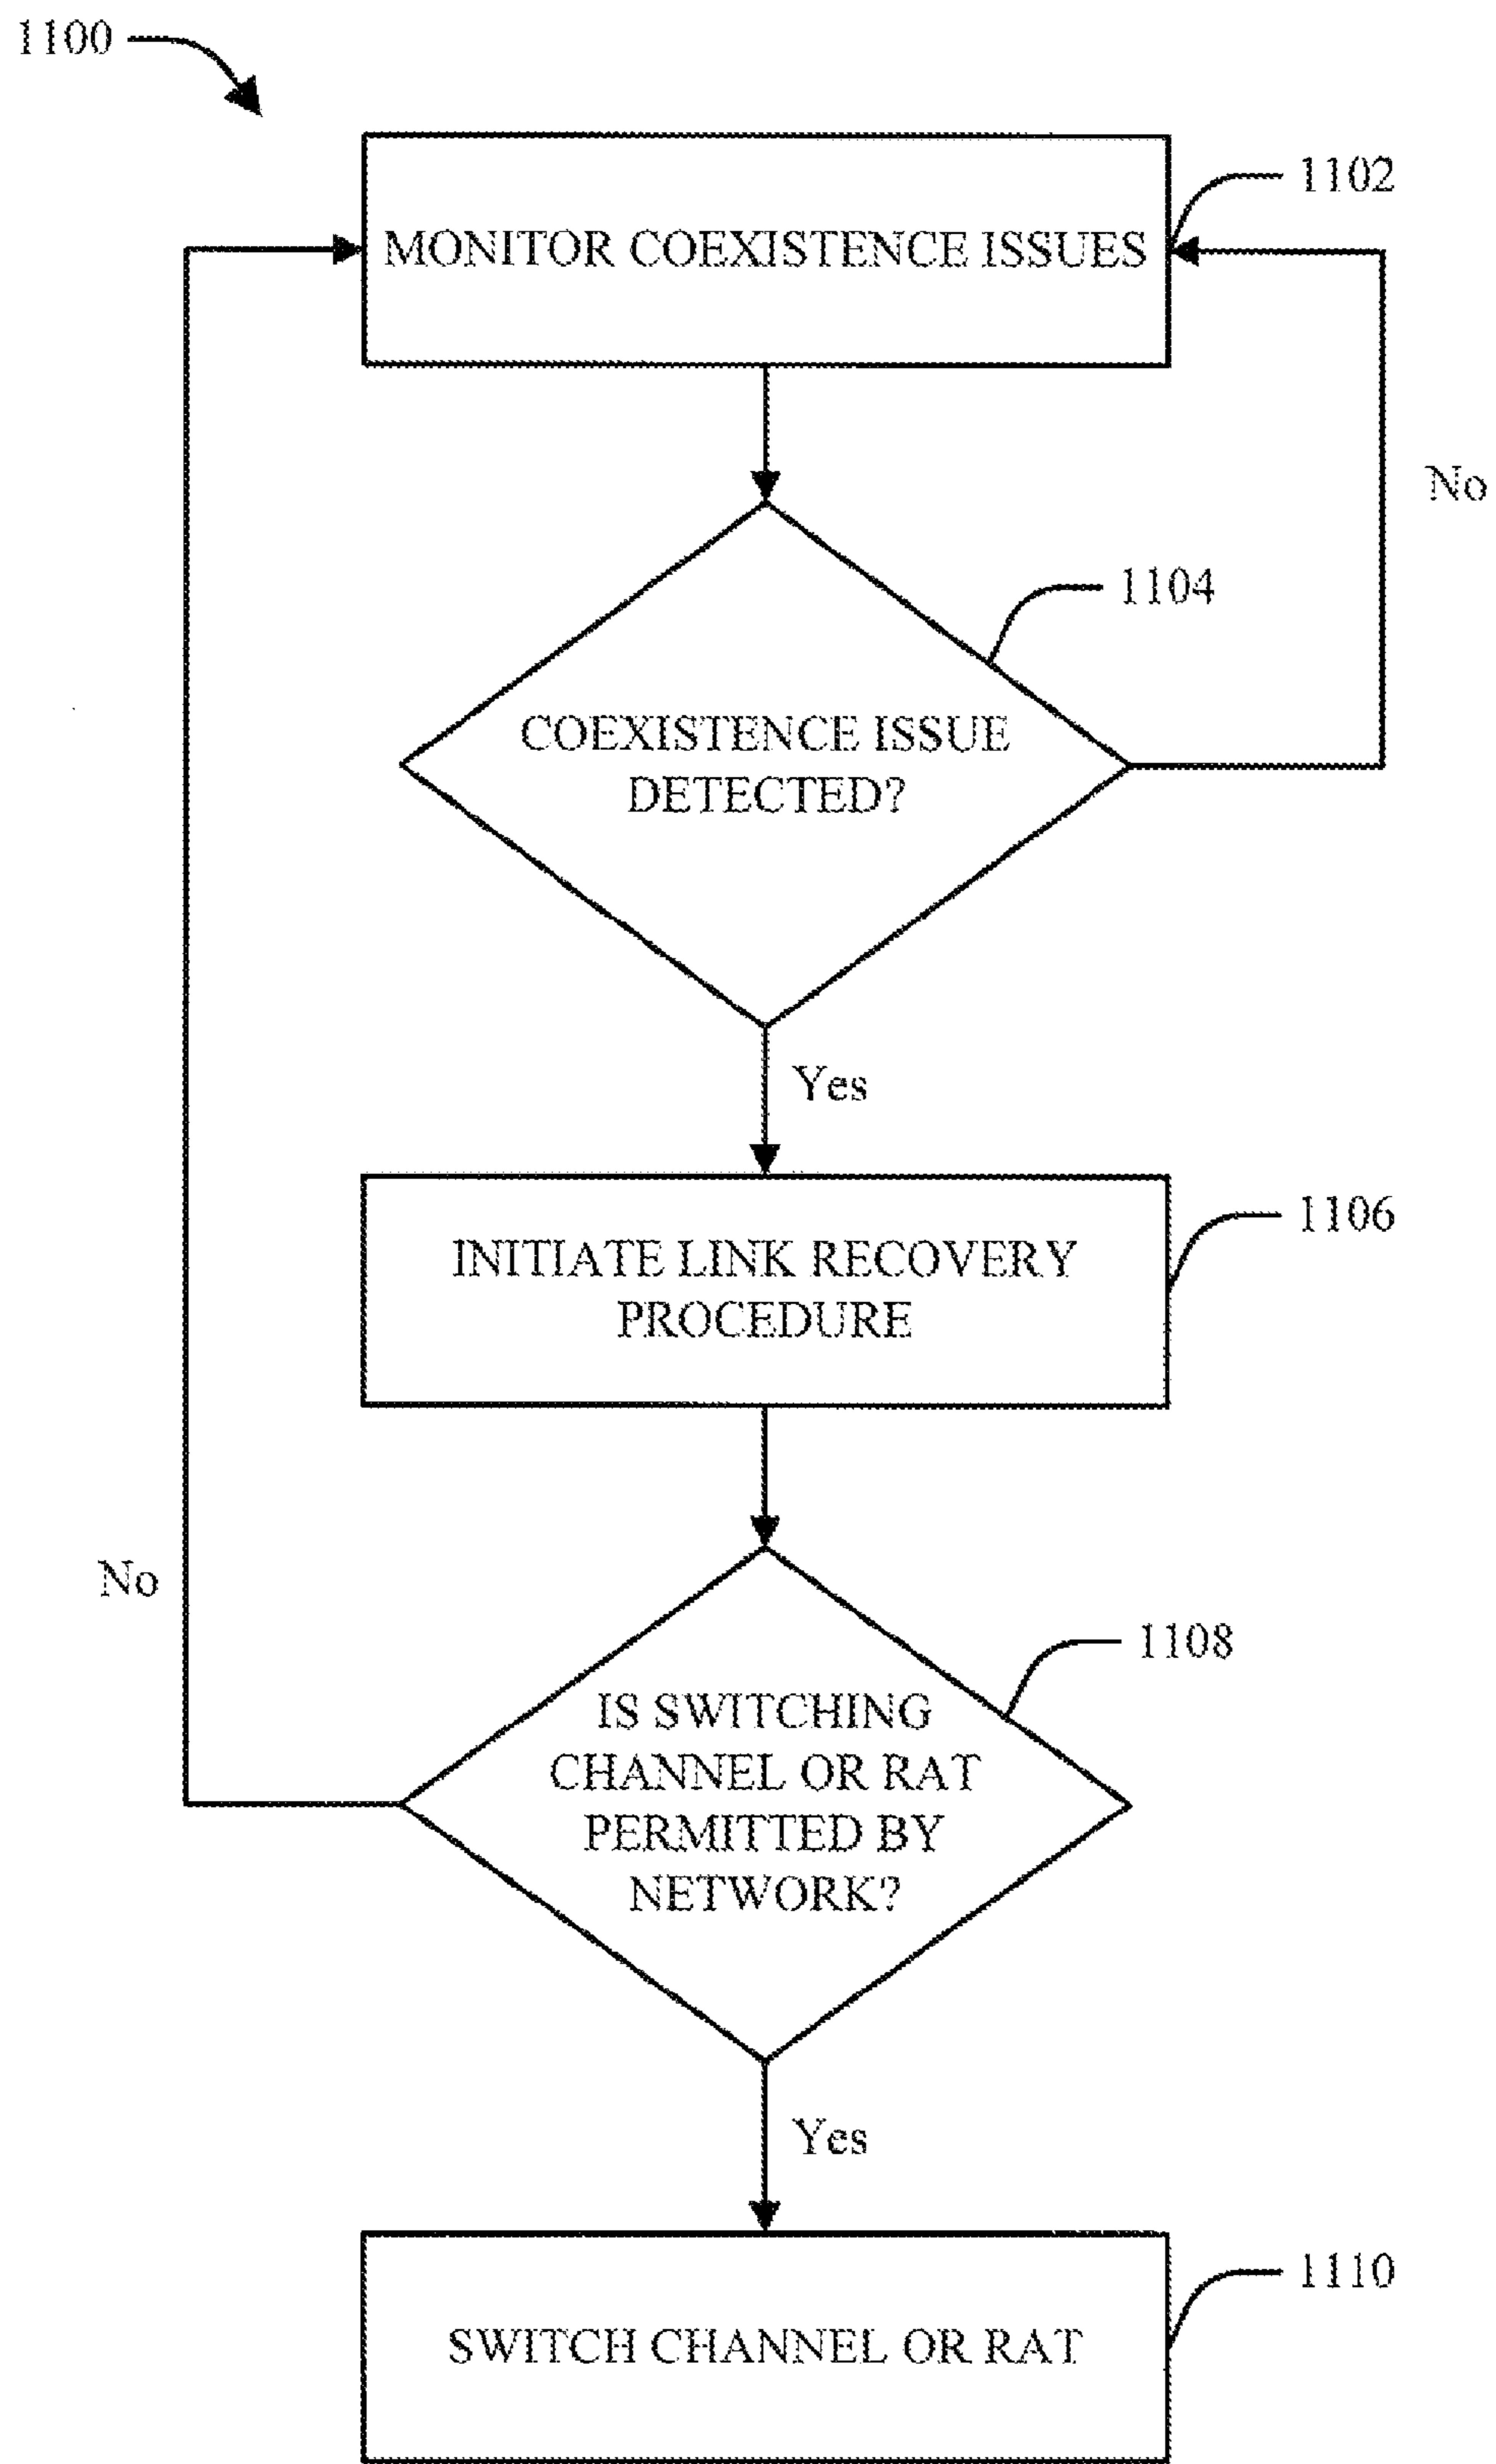 1100
1102
MONITOR COEXISTENCE ISSUES
No
1104
COEXISTENCE ISSUE
DETECTED?
Yes
1106
INITIATE LINK RECOVERY
PROCEDURE
No
1108
IS SWITCHING
CHANNEL OR RAT
PERMITTED BY
NETWORK?
Yes
1110
SWITCH CHANNEL OR RAT